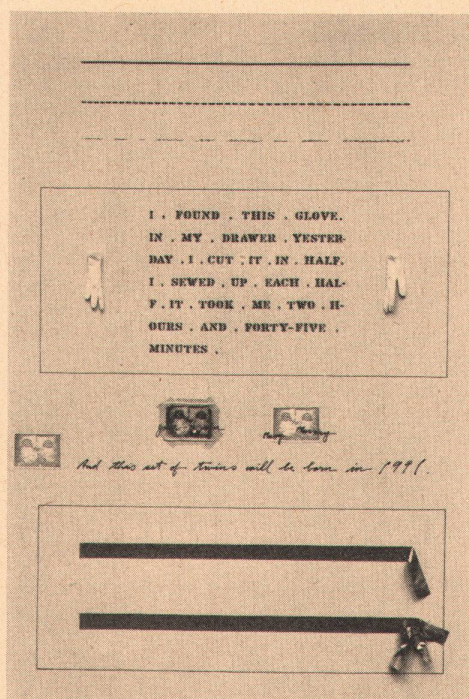 I . FOUND . THIS . GLOVE.
IN . MY . DRAWER . YESTER-
DAY . I . CUT . IT . IN . HALF.
I . SEWED . UP . EACH . HAL-
F . IT . TOOK . ME . TWO . H-
OURS . AND . FORTY-FIVE .
MINUTES .
And this set of twins will be born in 1991.